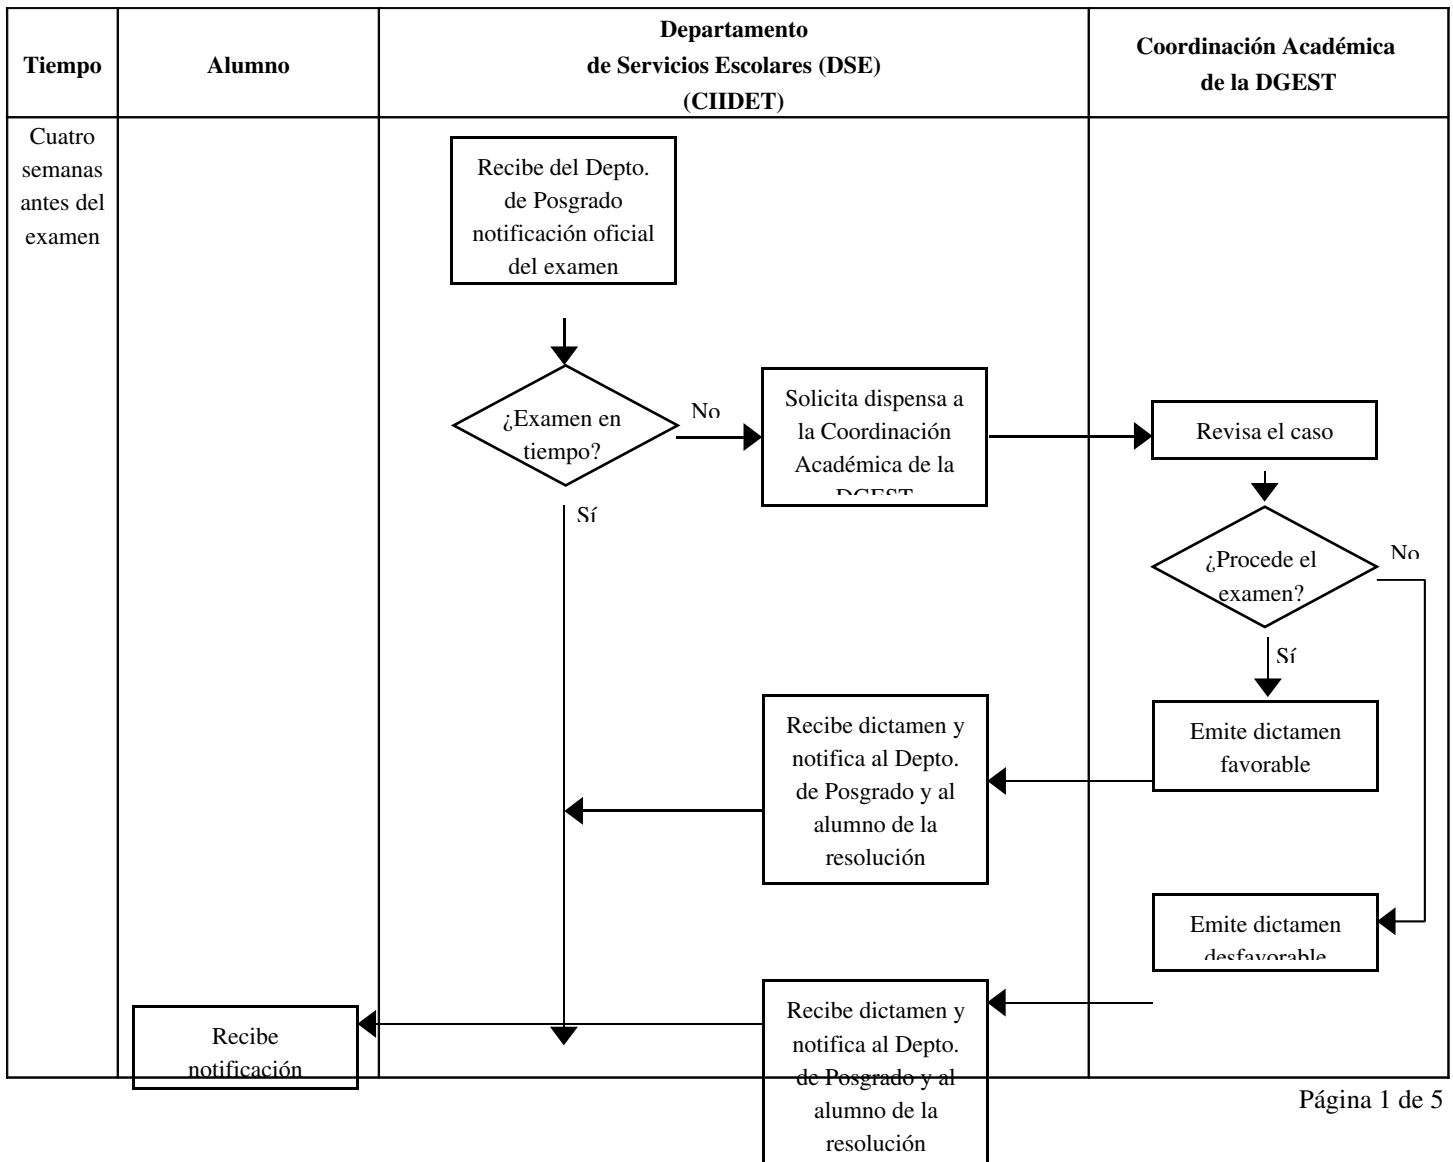 Tiempo
Alumno
Departamento
de Servicios Escolares (DSE)
(CIIDET)
Coordinación Académica
de la DGEST
Cuatro
semanas
antes del
examen
Recibe del Depto.
de Posgrado
notificación oficial
del examen
¿Examen en
tiempo?
No
Sí
Solicita dispensa a
la Coordinación
Académica de la
DGEST
Revisa el caso
¿Procede el
examen?
No
Sí
Emite dictamen
favorable
Recibe dictamen y
notifica al Depto.
de Posgrado y al
alumno de la
resolución
Emite dictamen
desfavorable
Recibe dictamen y
notifica al Depto.
de Posgrado y al
alumno de la
resolución
Recibe
notificación
Página 1 de 5